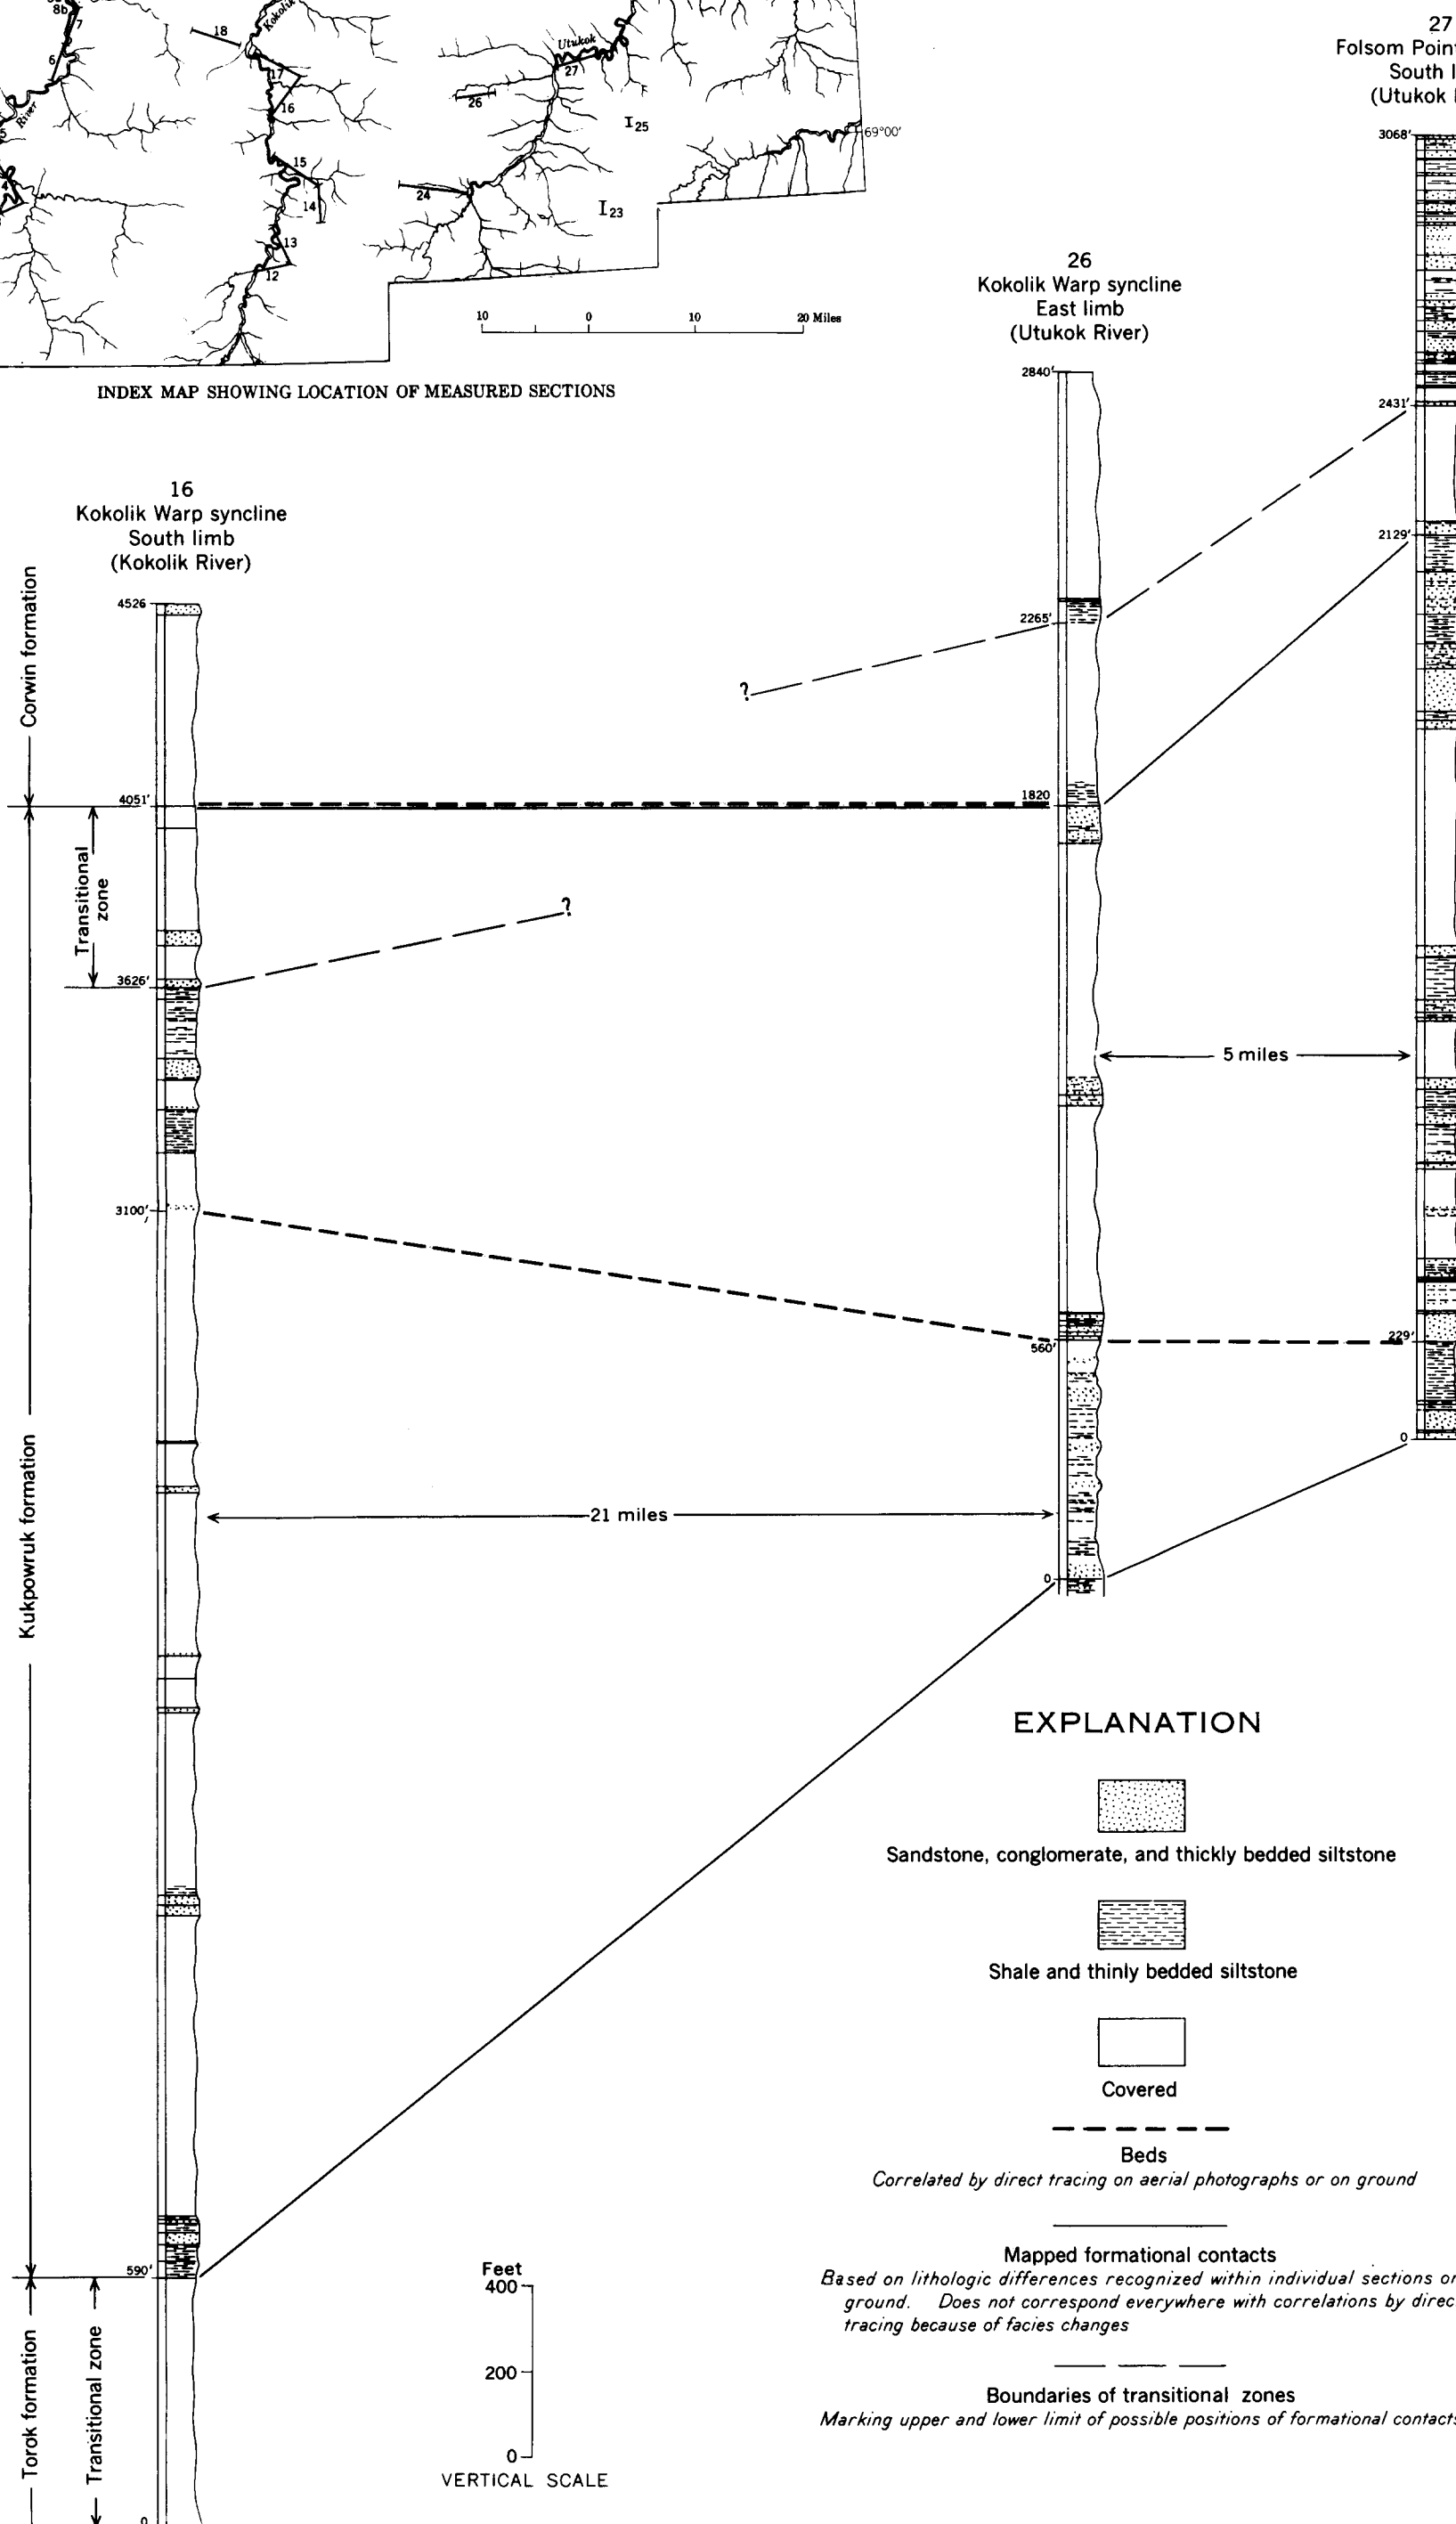 8b
7
6
River
5
4
18
Kokolik
17
16
15
14
13
12
Utukok
27
26
I 25
24
I 23
69°00'
10 0 10 20 Miles
INDEX MAP SHOWING LOCATION OF MEASURED SECTIONS
27
Folsom Poin
South l
(Utukok
3068'
2431'
2129'
229'
0
26
Kokolik Warp syncline
East limb
(Utukok River)
2840'
2265'
1820
560'
0
16
Kokolik Warp syncline
South limb
(Kokolik River)
4526
4051'
3626'
3100'
590'
0
Corwin formation
Transitional
zone
Kukpowruk formation
Torok formation
Transitional zone
?
?
5 miles
21 miles
EXPLANATION
Sandstone, conglomerate, and thickly bedded siltstone
Shale and thinly bedded siltstone
Covered
Beds
Correlated by direct tracing on aerial photographs or on ground
Mapped formational contacts
Based on lithologic differences recognized within individual sections or
ground. Does not correspond everywhere with correlations by direc
tracing because of facies changes
Boundaries of transitional zones
Marking upper and lower limit of possible positions of formational contacts
Feet
400
200
0
VERTICAL SCALE